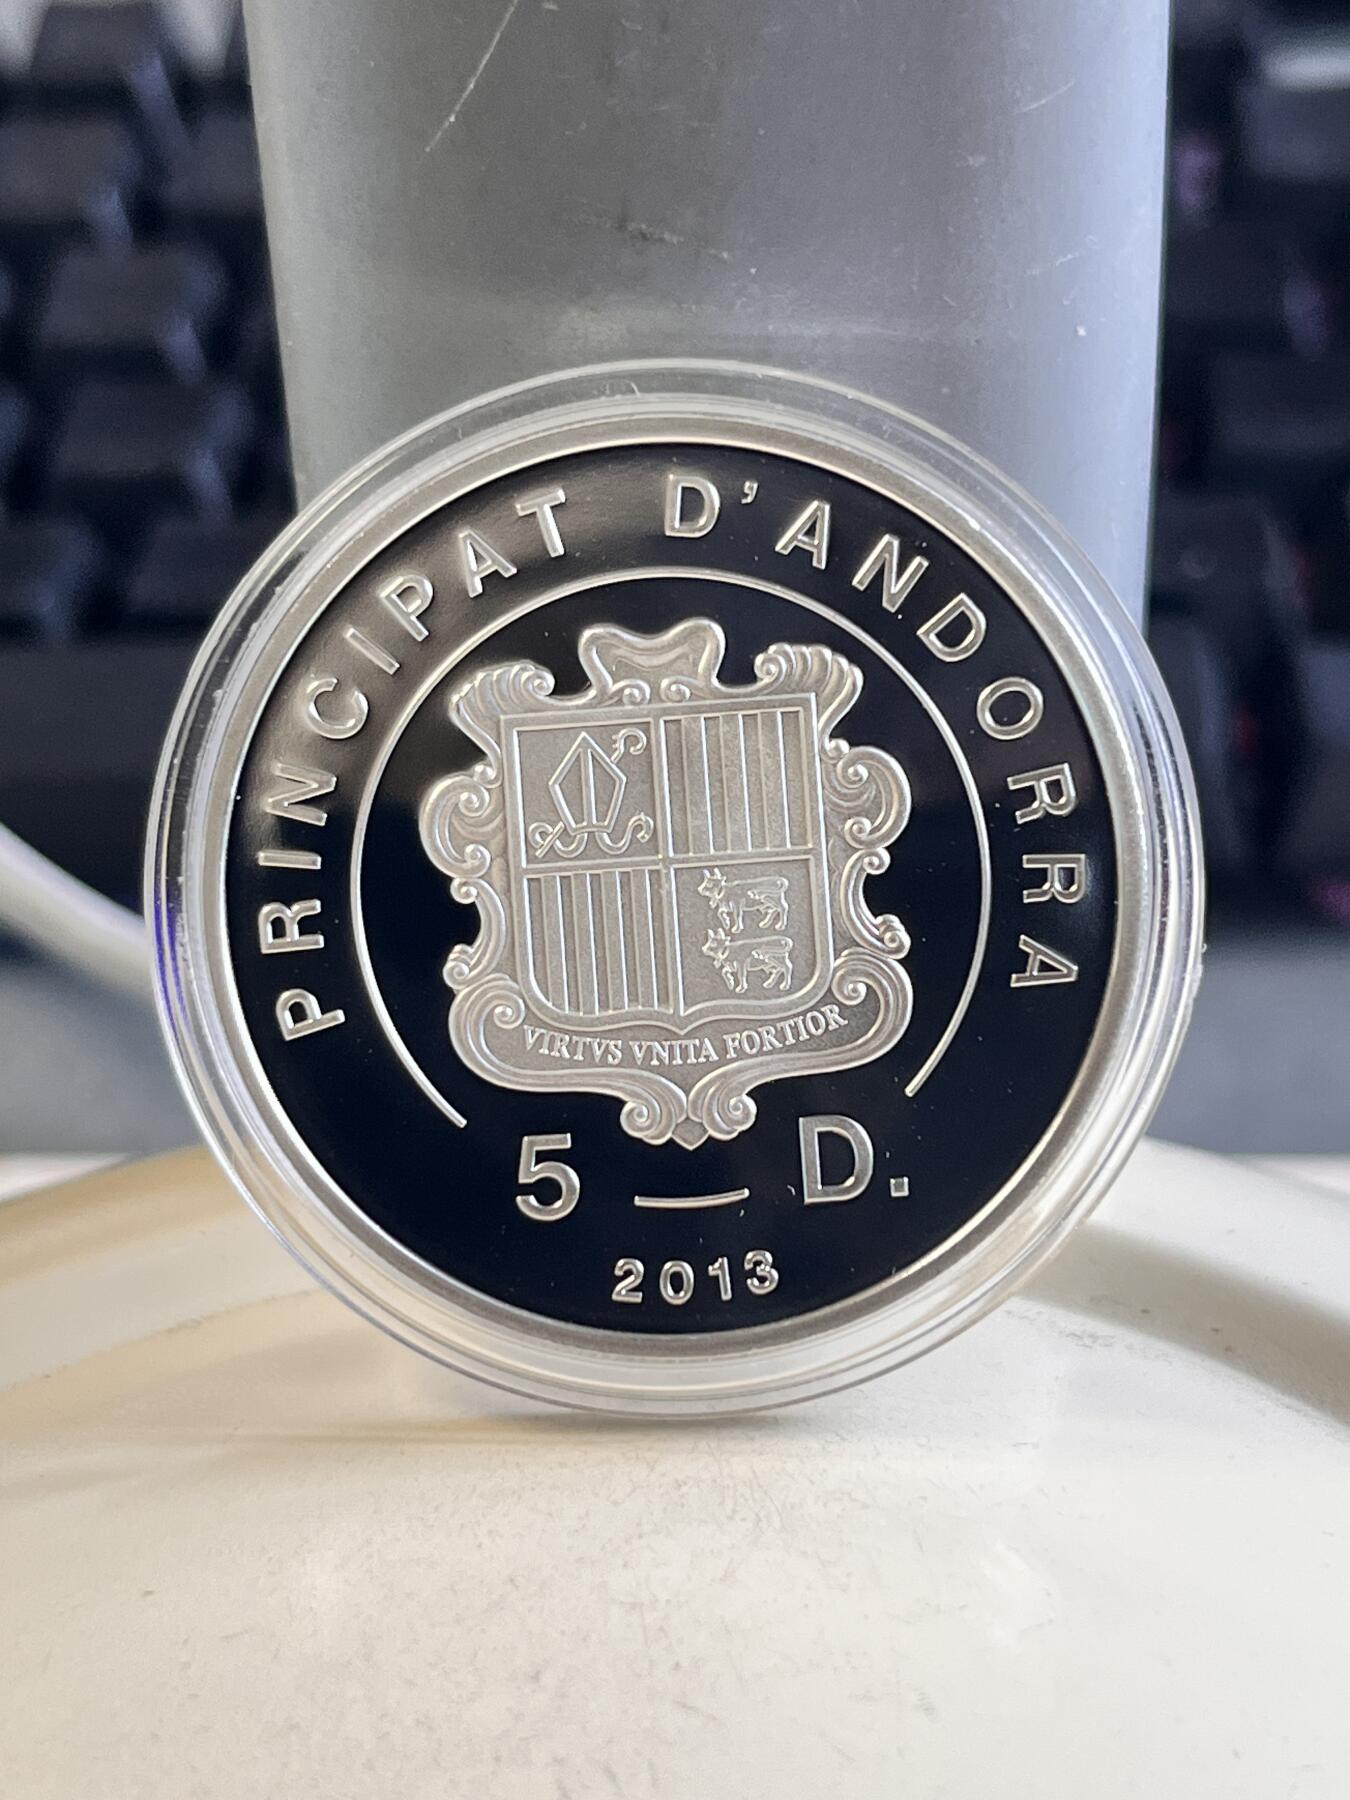 PRINCIPAT D'ANDORRA
VIRTVS VNITA FORTIOR
5 — D.
2013